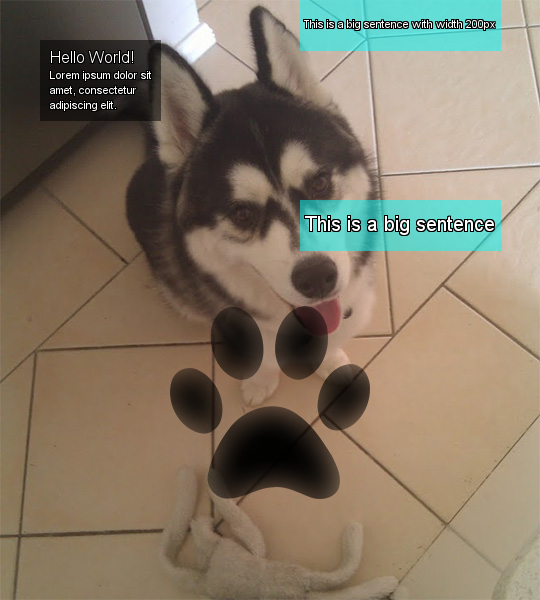 This is a big sentence with width 200px
Hello World!
Lorem ipsum dolor sit
amet, consectetur
adipiscing elit.
This is a big sentence